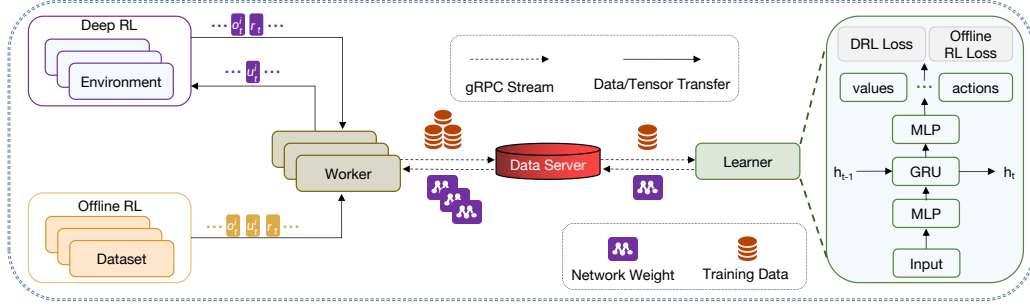 Deep RL
Environment
··· o_t^i r_t ···
··· u_t^i ···
Offline RL
Dataset
··· o_t^i u_t^i r_t ···
Worker
gRPC Stream
Data/Tensor Transfer
Data Server
Learner
Network Weight
Training Data
DRL Loss
Offline
RL Loss
values
···
actions
MLP
h_{t-1}
GRU
h_t
MLP
Input